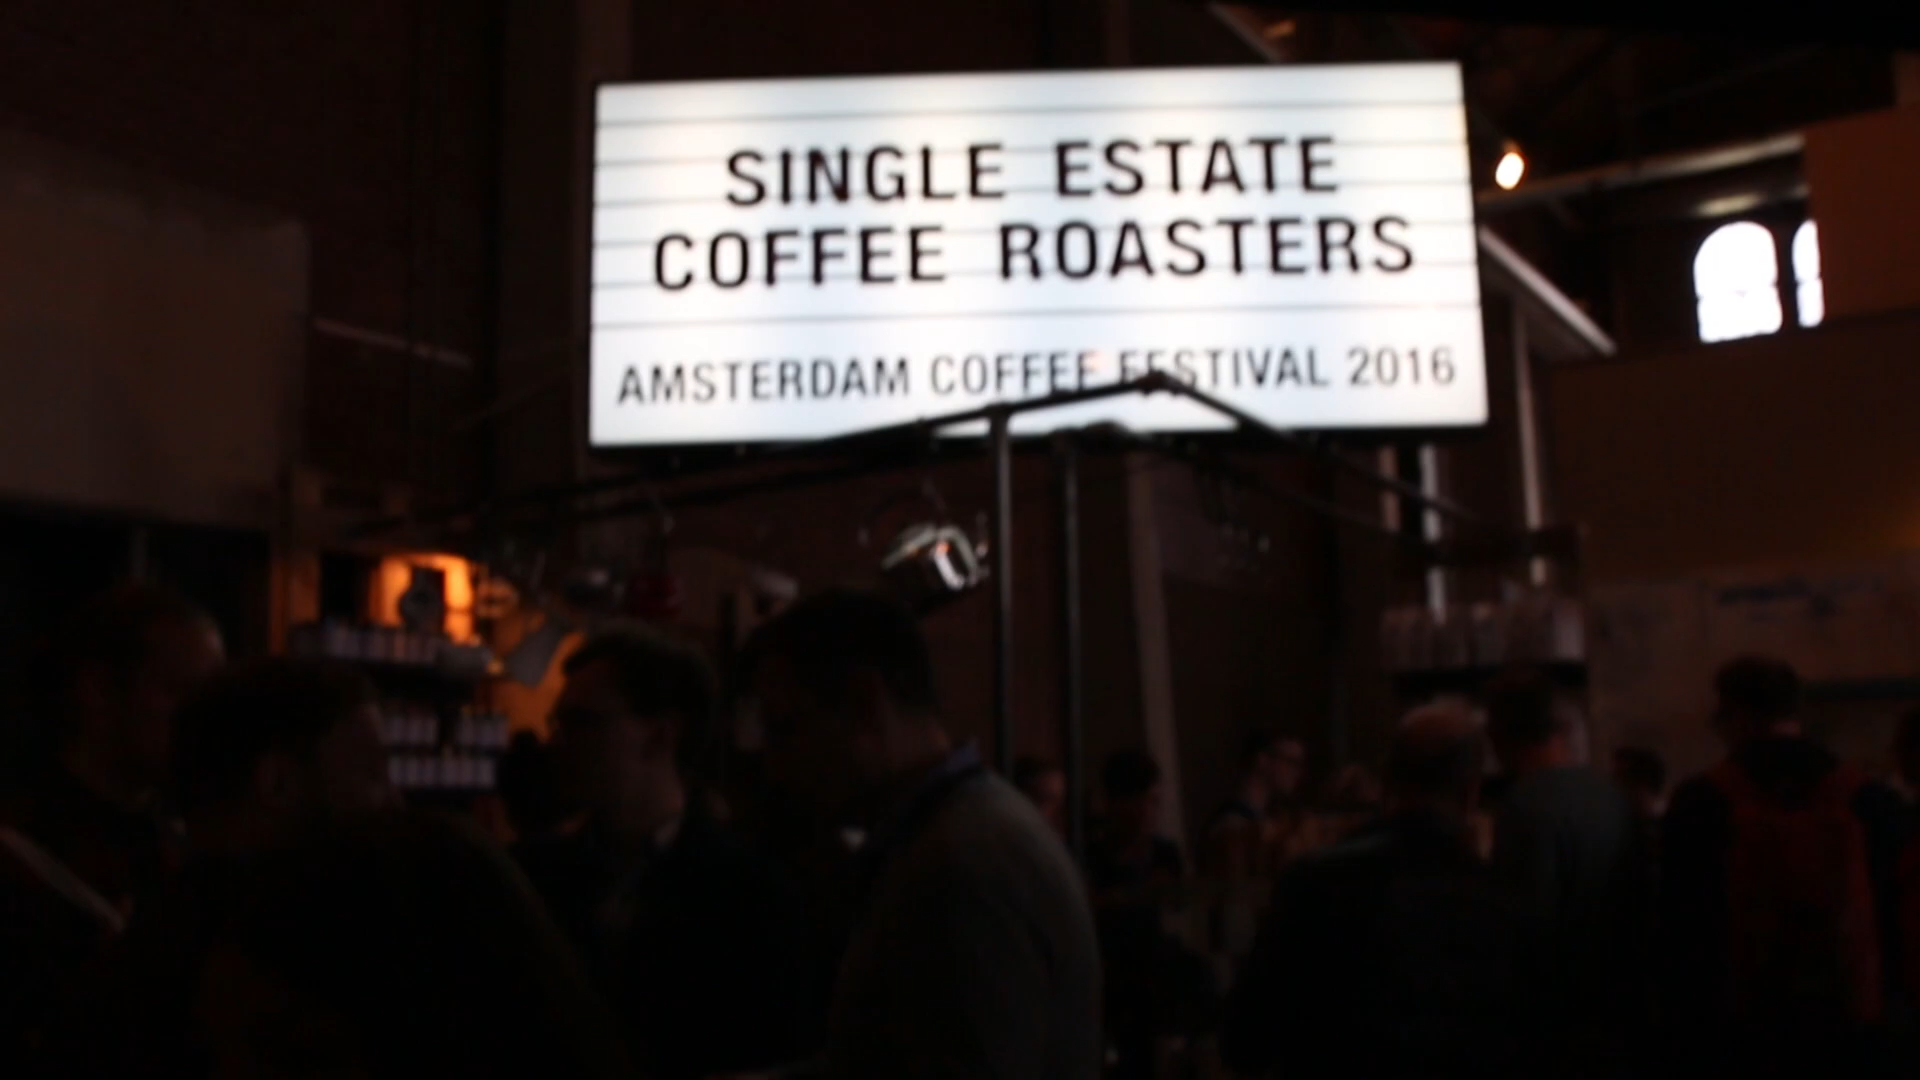 SINGLE ESTATE
COFFEE ROASTERS
AMSTERDAM COFFEE FESTIVAL 2016